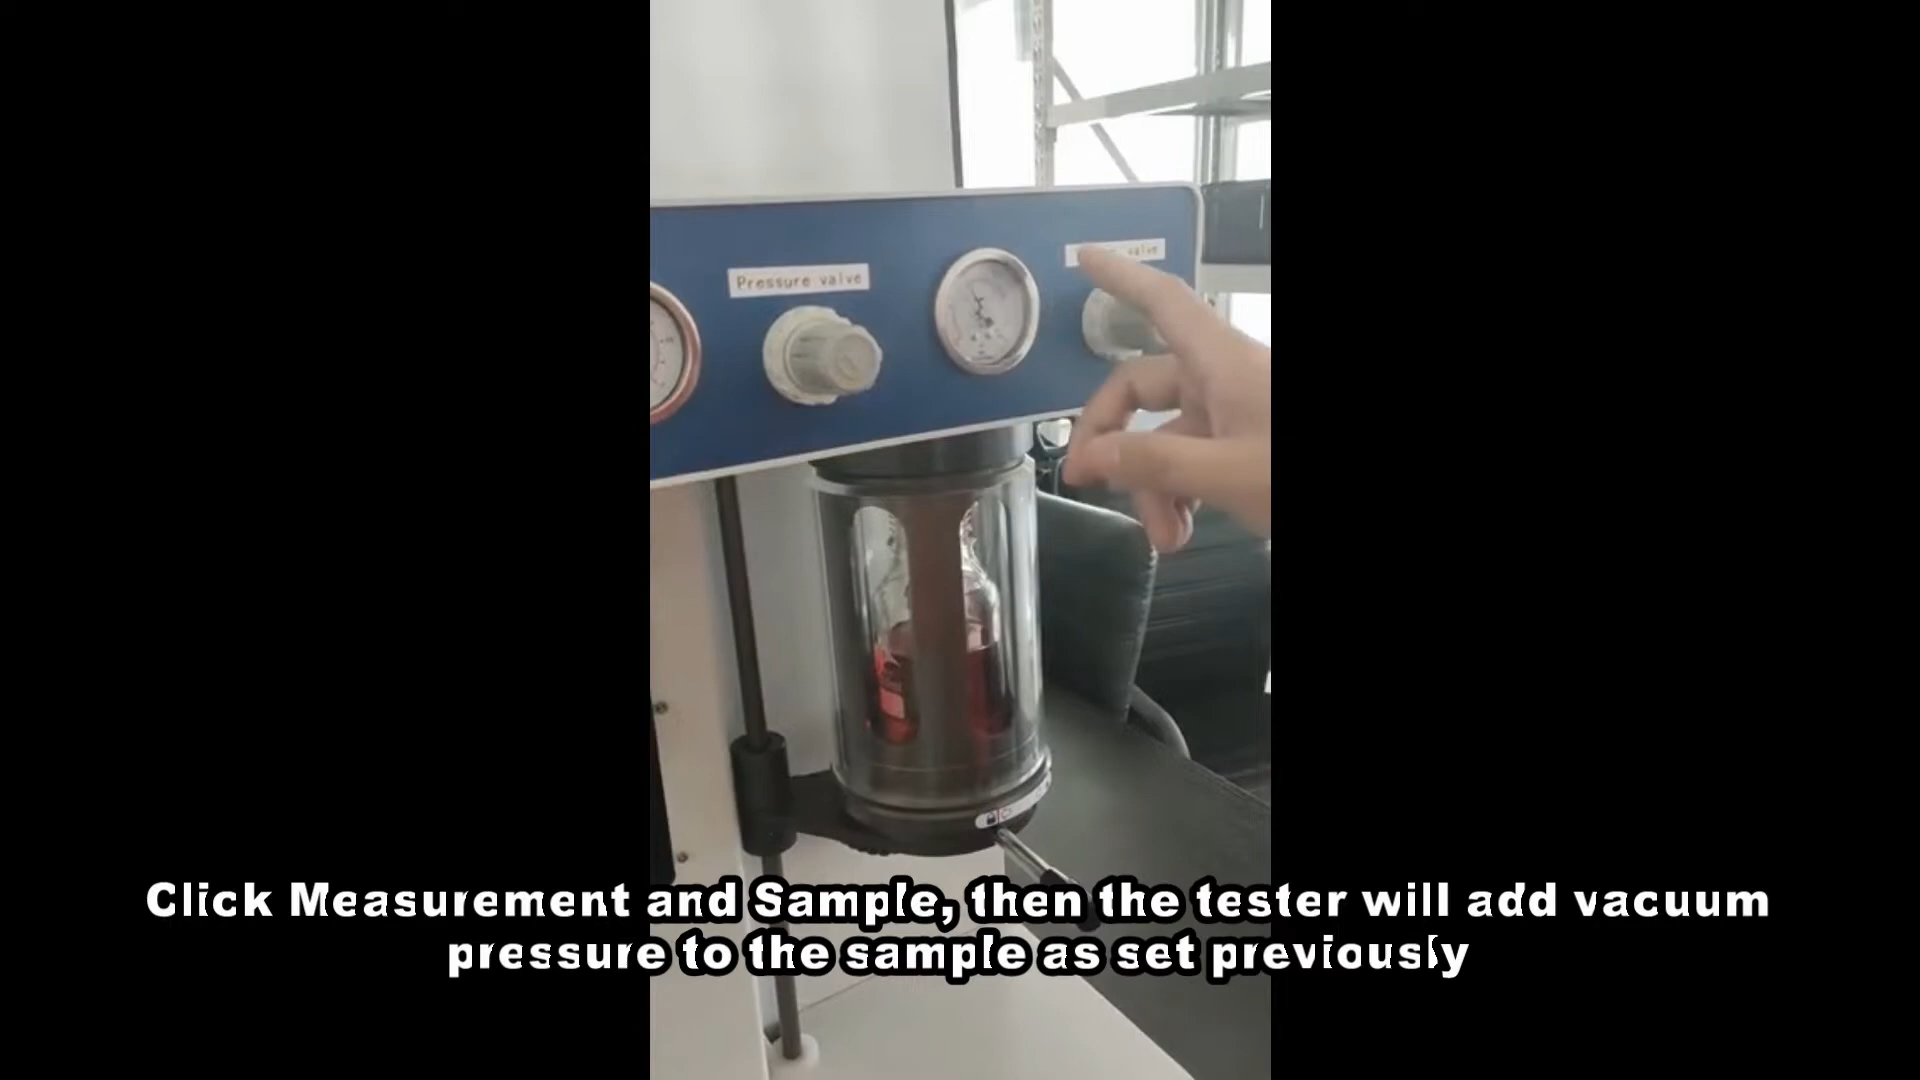 Pressure valve
valve
Click Measurement and Sample, then the tester will add vacuum
pressure to the sample as set previously